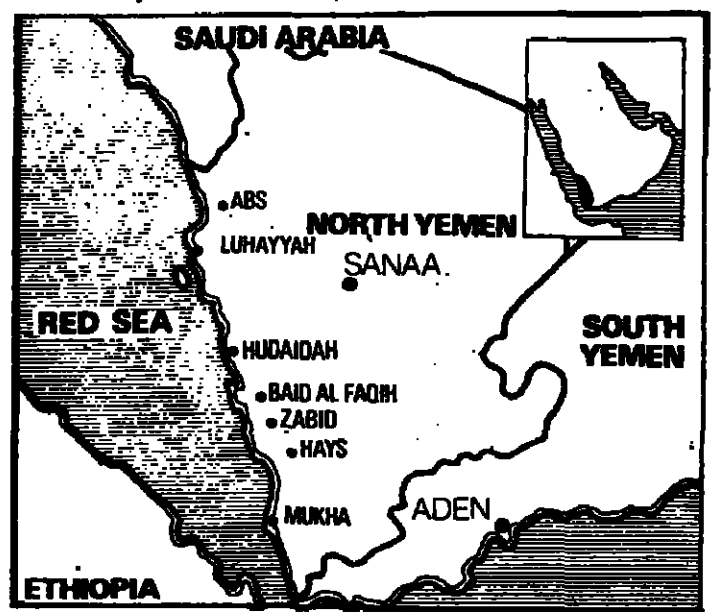 SAUDI ARABIA
ABS
NORTH YEMEN
LUHAYYAH
SANAA
RED SEA
SOUTH
YEMEN
HUDAIDAH
BAID AL FAQIH
ZABID
HAYS
MUKHA
ADEN
ETHIOPIA